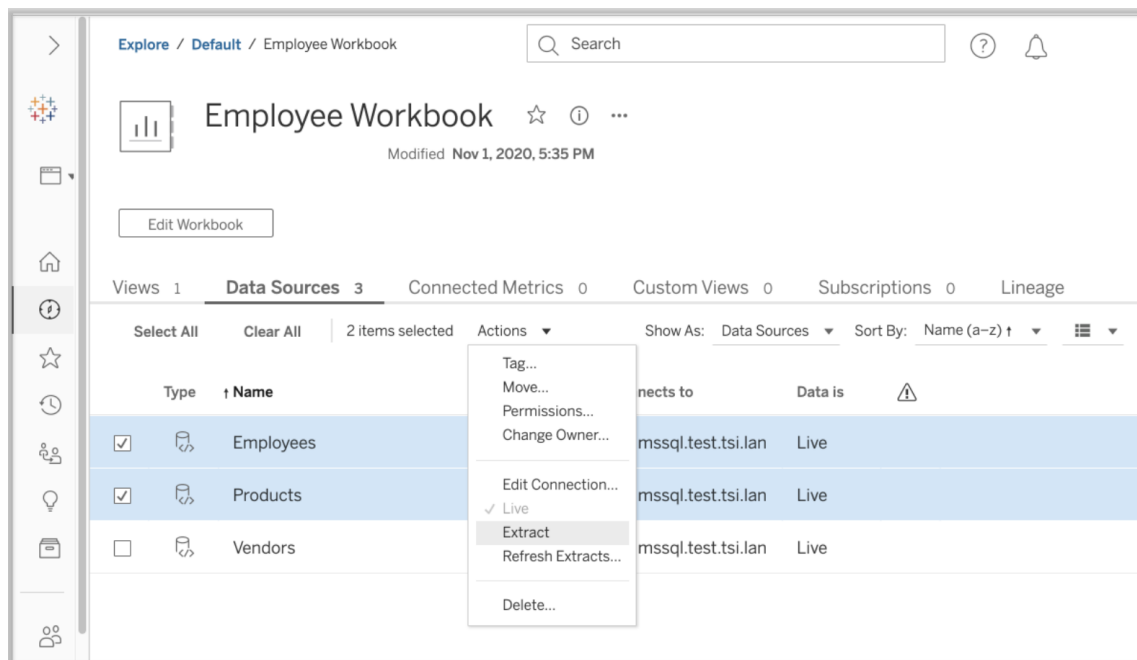 Explore / Default / Employee Workbook
Search
Employee Workbook
Modified Nov 1, 2020, 5:35 PM
Edit Workbook
Views 1 Data Sources 3 Connected Metrics 0 Custom Views 0 Subscriptions 0 Lineage
Select All Clear All 2 items selected Actions Show As: Data Sources Sort By: Name (a–z) ↑
Type ↑ Name nects to Data is
Employees mssql.test.tsi.lan Live
Products mssql.test.tsi.lan Live
Vendors mssql.test.tsi.lan Live
Tag...
Move...
Permissions...
Change Owner...
Edit Connection...
✓ Live
Extract
Refresh Extracts...
Delete...